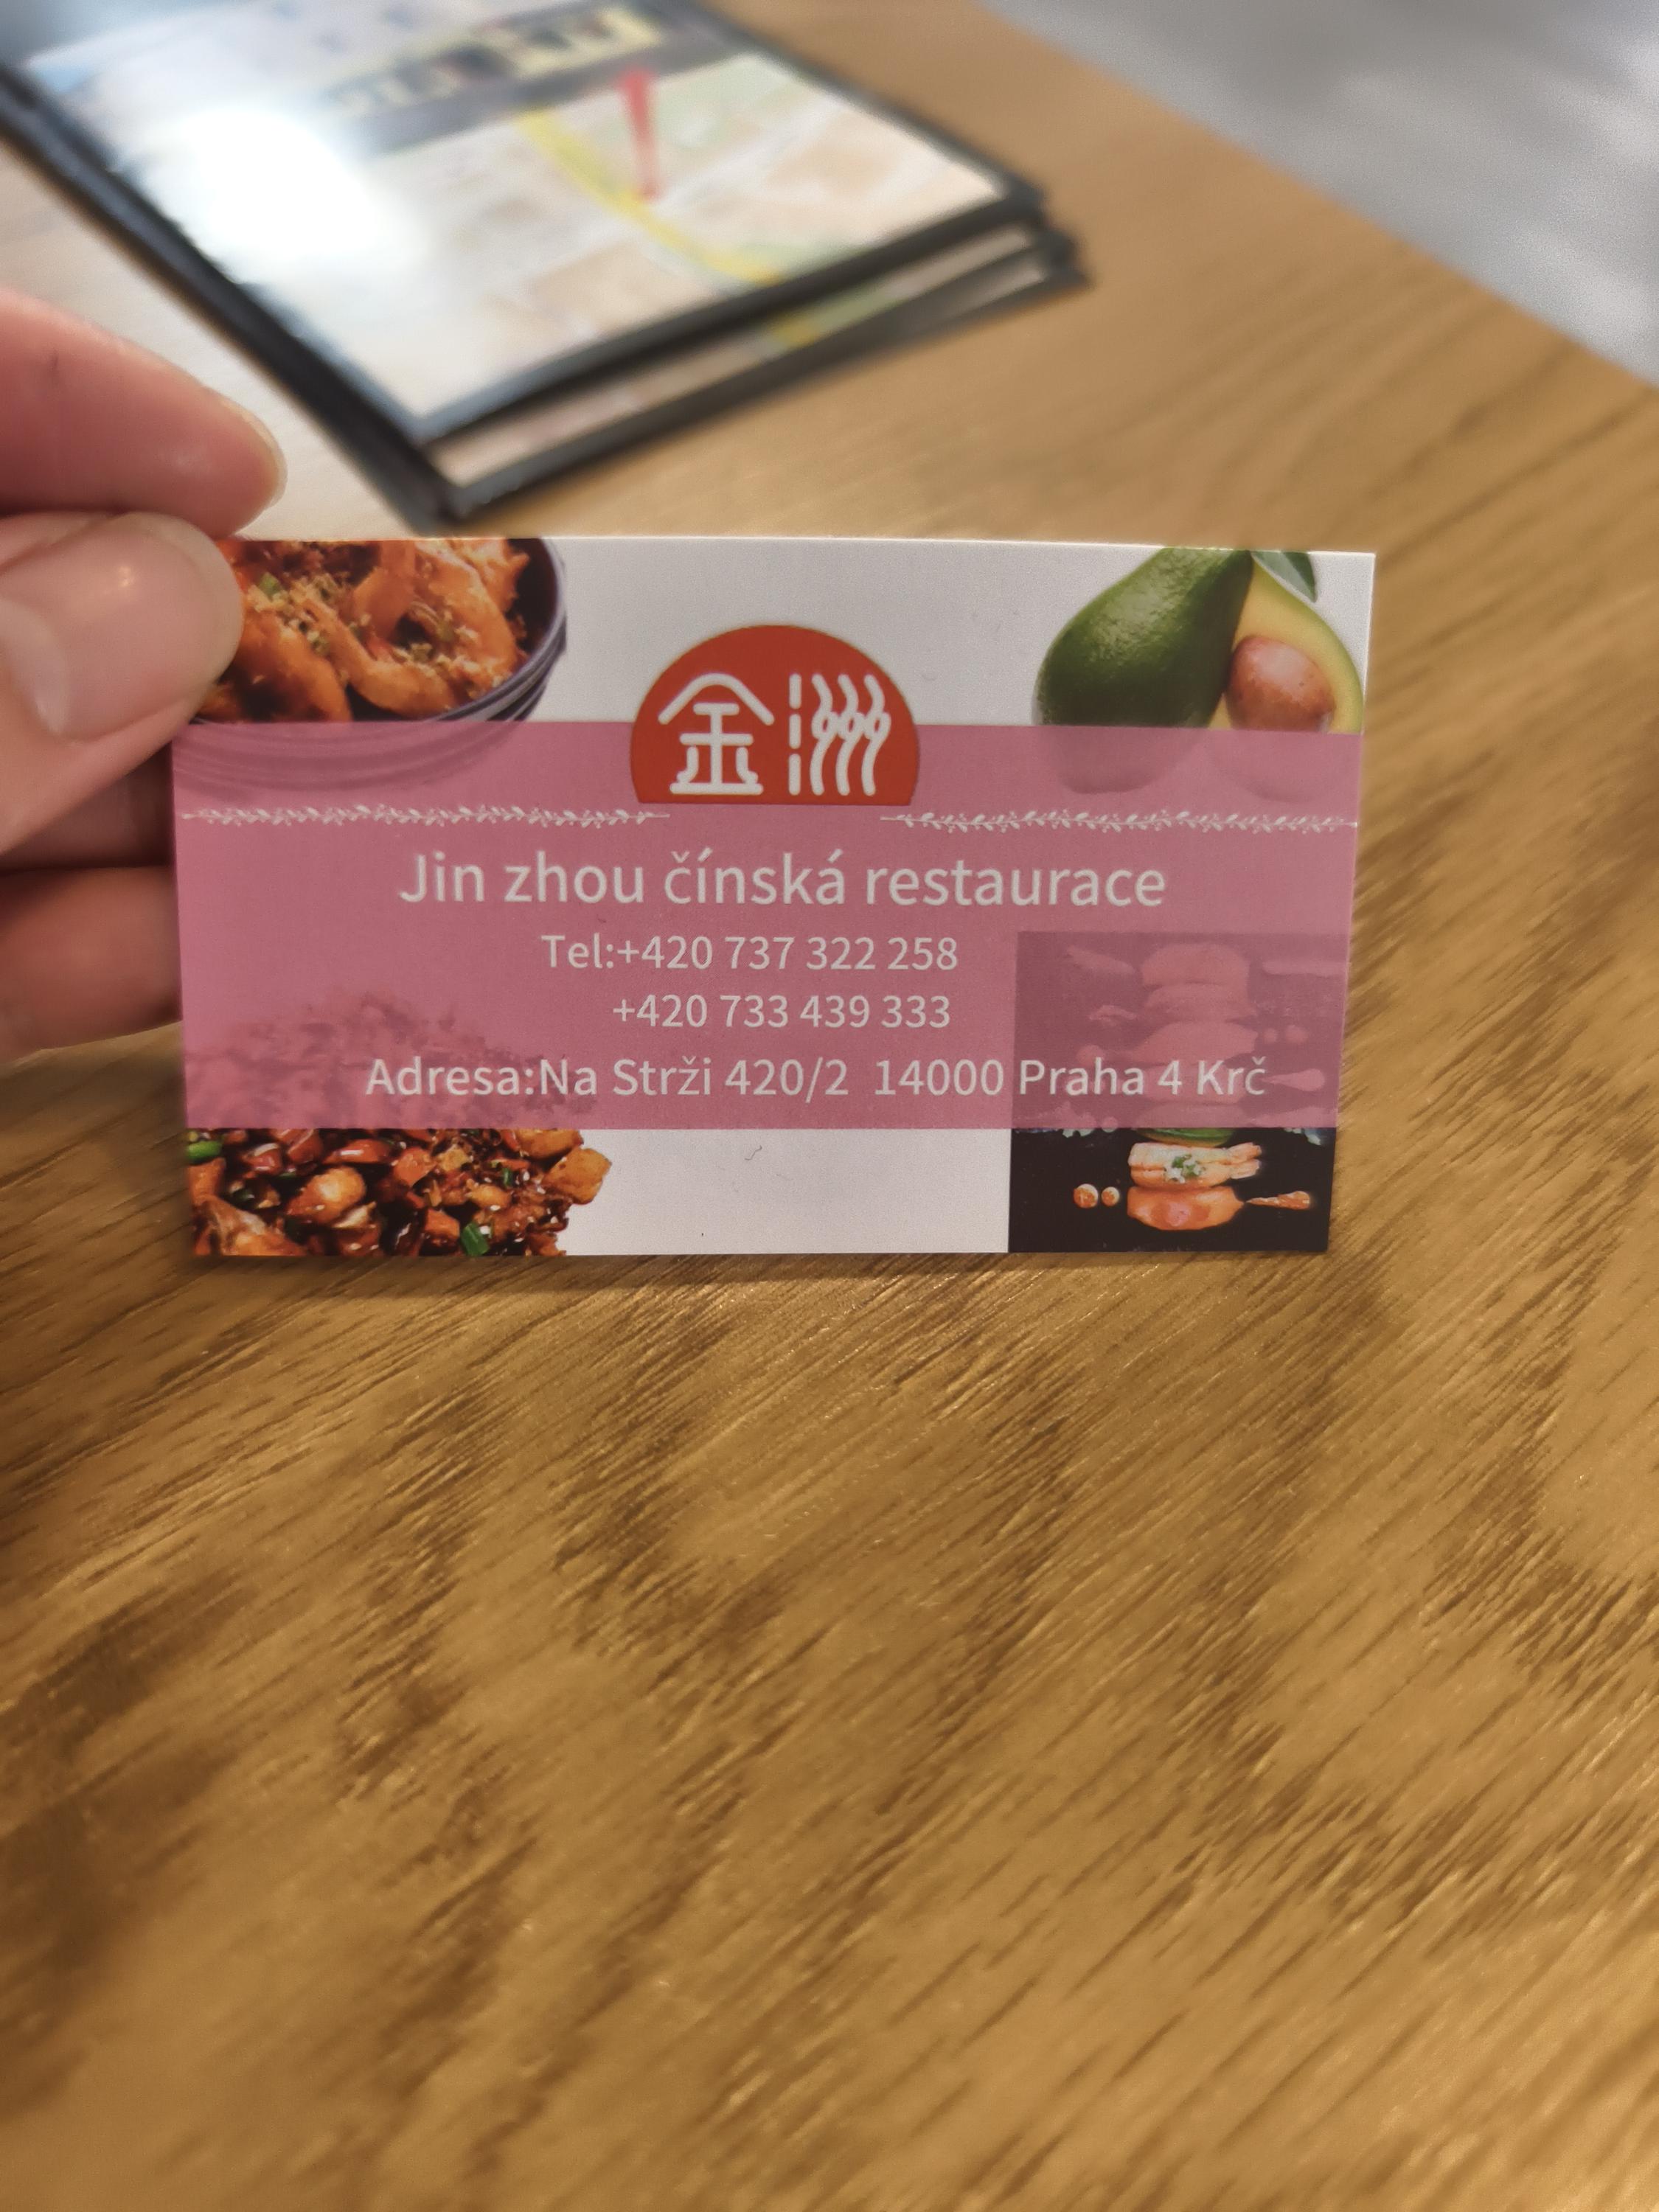 金洲
Jin zhou čínská restaurace
Tel:+420 737 322 258
+420 733 439 333
Adresa:Na Strži 420/2 14000 Praha 4 Krč